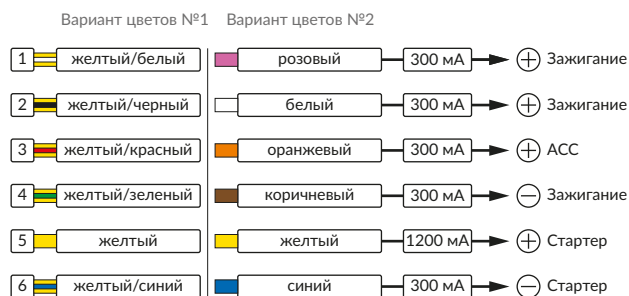 Вариант цветов №1 Вариант цветов №2
1 желтый/белый розовый 300 мА + Зажигание
2 желтый/черный белый 300 мА + Зажигание
3 желтый/красный оранжевый 300 мА + ACC
4 желтый/зеленый коричневый 300 мА − Зажигание
5 желтый желтый 1200 мА + Стартер
6 желтый/синий синий 300 мА − Стартер